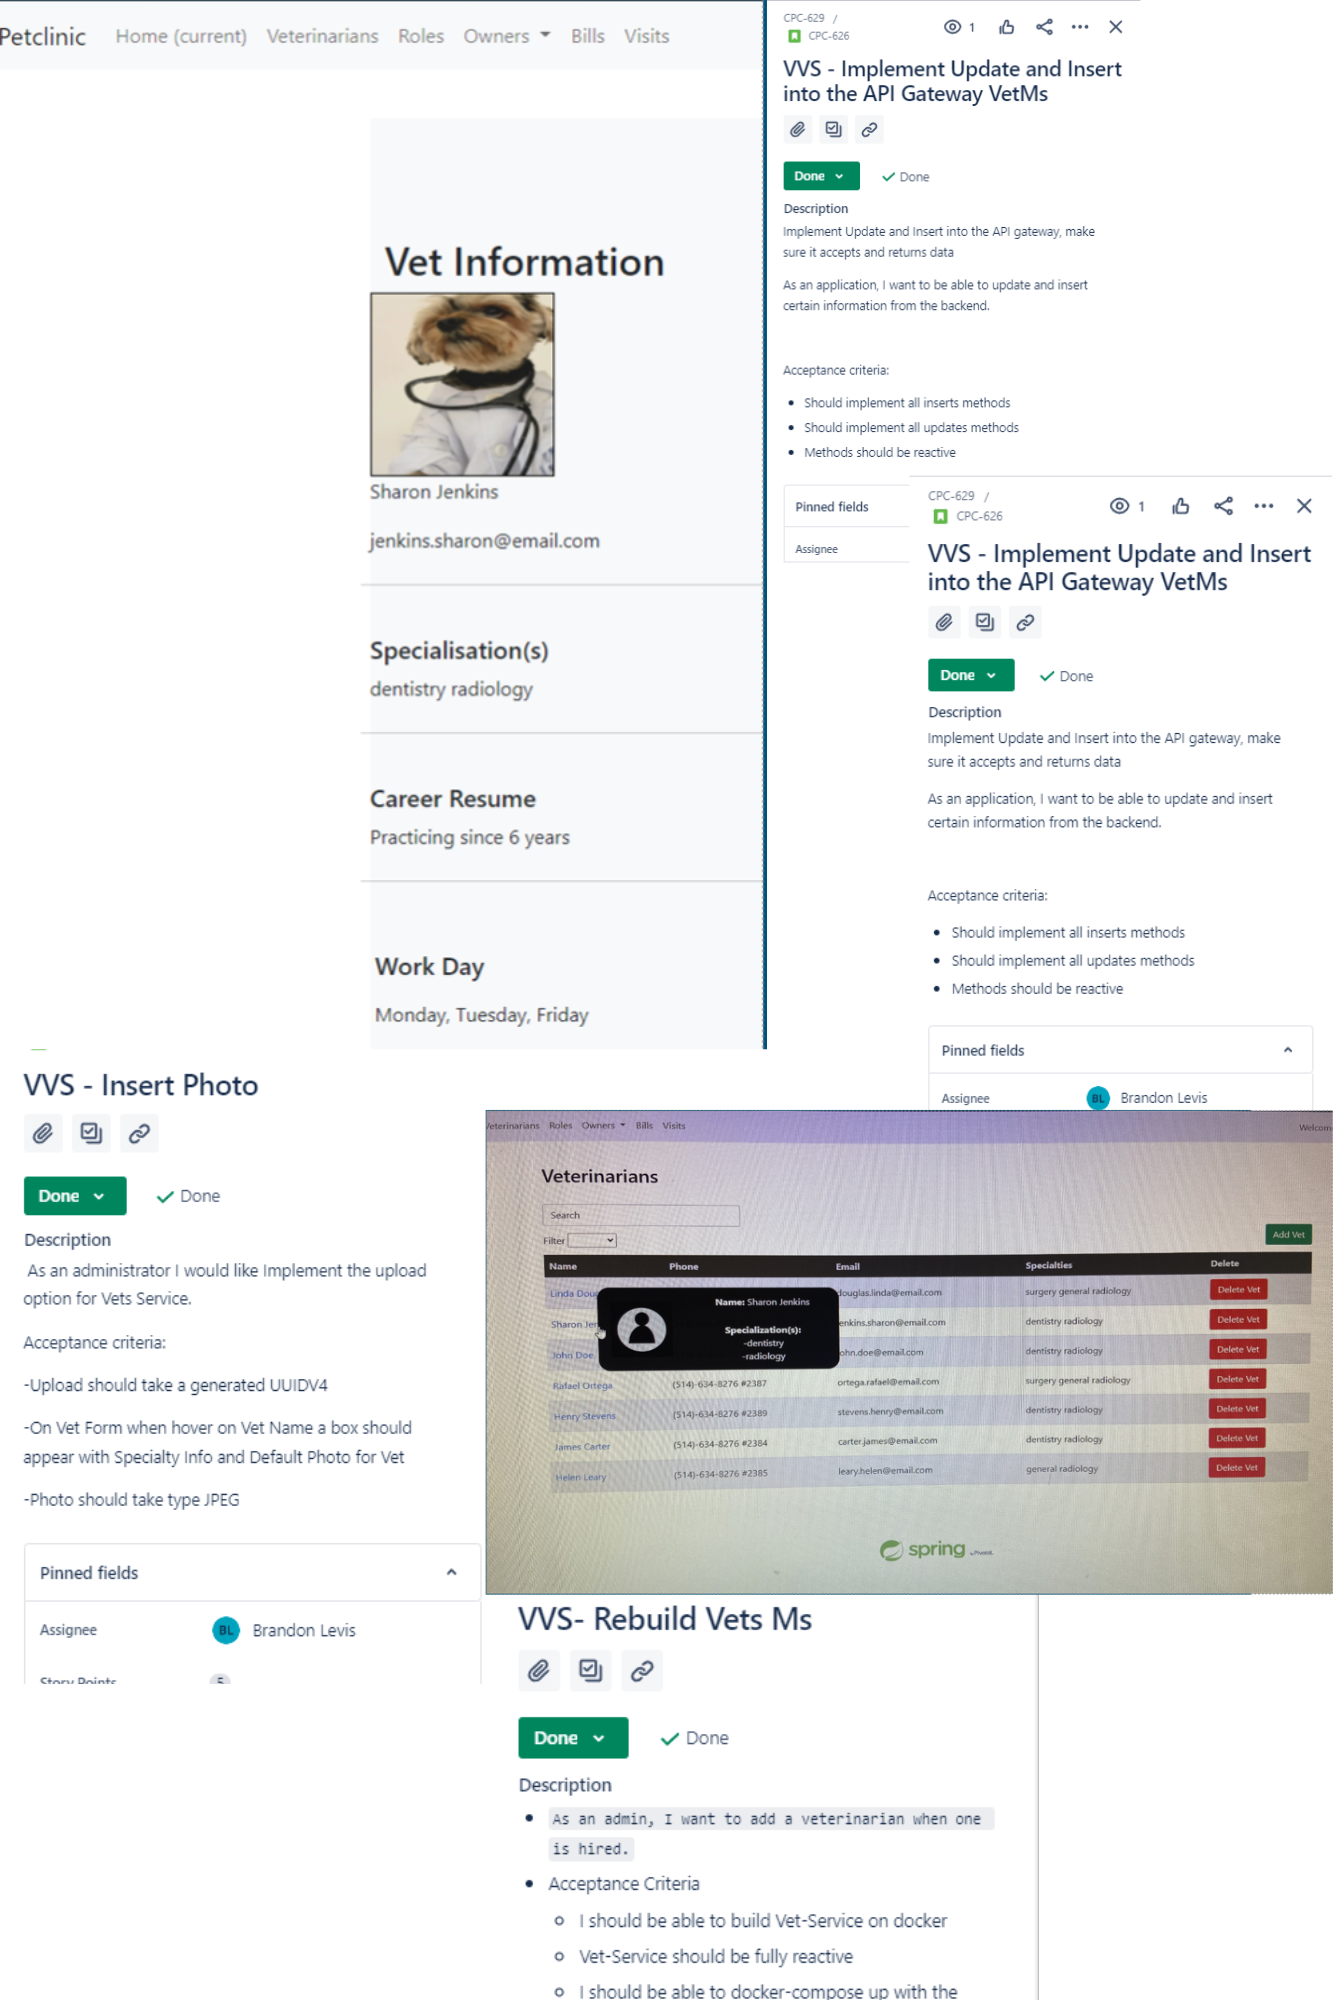 Petclinic Home (current) Veterinarians Roles Owners Bills Visits
Vet Information
Sharon Jenkins
jenkins.sharon@email.com
Specialisation(s)
dentistry radiology
Career Resume
Practicing since 6 years
Work Day
Monday, Tuesday, Friday
CPC-629 /
CPC-626
1
VVS - Implement Update and Insert
into the API Gateway VetMs
Done Done
Description
Implement Update and Insert into the API gateway, make
sure it accepts and returns data
As an application, I want to be able to update and insert
certain information from the backend.
Acceptance criteria:
• Should implement all inserts methods
• Should implement all updates methods
• Methods should be reactive
Pinned fields
Assignee
CPC-629 /
CPC-626
1
VVS - Implement Update and Insert
into the API Gateway VetMs
Done Done
Description
Implement Update and Insert into the API gateway, make
sure it accepts and returns data
As an application, I want to be able to update and insert
certain information from the backend.
Acceptance criteria:
• Should implement all inserts methods
• Should implement all updates methods
• Methods should be reactive
Pinned fields
Assignee BL Brandon Levis
VVS - Insert Photo
Done Done
Description
As an administrator I would like Implement the upload
option for Vets Service.
Acceptance criteria:
-Upload should take a generated UUIDV4
-On Vet Form when hover on Vet Name a box should
appear with Specialty Info and Default Photo for Vet
-Photo should take type JPEG
Pinned fields
Assignee BL Brandon Levis
Story Points 5
Veterinarians Roles Owners Bills Visits Welcom
Veterinarians
Search
Filter
Add Vet
Name Phone Email Specialties Delete
Linda Dou douglas.linda@email.com surgery general radiology Delete Vet
Sharon Jen enkins.sharon@email.com dentistry radiology Delete Vet
John Doe ohn.doe@email.com dentistry radiology Delete Vet
Rafael Ortega (514)-634-8276 #2387 ortega.rafael@email.com surgery general radiology Delete Vet
Henry Stevens (514)-634-8276 #2389 stevens.henry@email.com dentistry radiology Delete Vet
James Carter (514)-634-8276 #2384 carter.james@email.com dentistry radiology Delete Vet
Helen Leary (514)-634-8276 #2385 leary.helen@email.com general radiology Delete Vet
Name: Sharon Jenkins
Specialization(s):
-dentistry
-radiology
spring by Pivotal.
VVS- Rebuild Vets Ms
Done Done
Description
• As an admin, I want to add a veterinarian when one
is hired.
• Acceptance Criteria
○ I should be able to build Vet-Service on docker
○ Vet-Service should be fully reactive
○ I should be able to docker-compose up with the